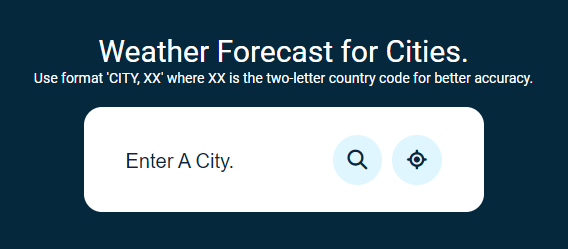 Weather Forecast for Cities.
Use format 'CITY, XX' where XX is the two-letter country code for better accuracy.
Enter A City.